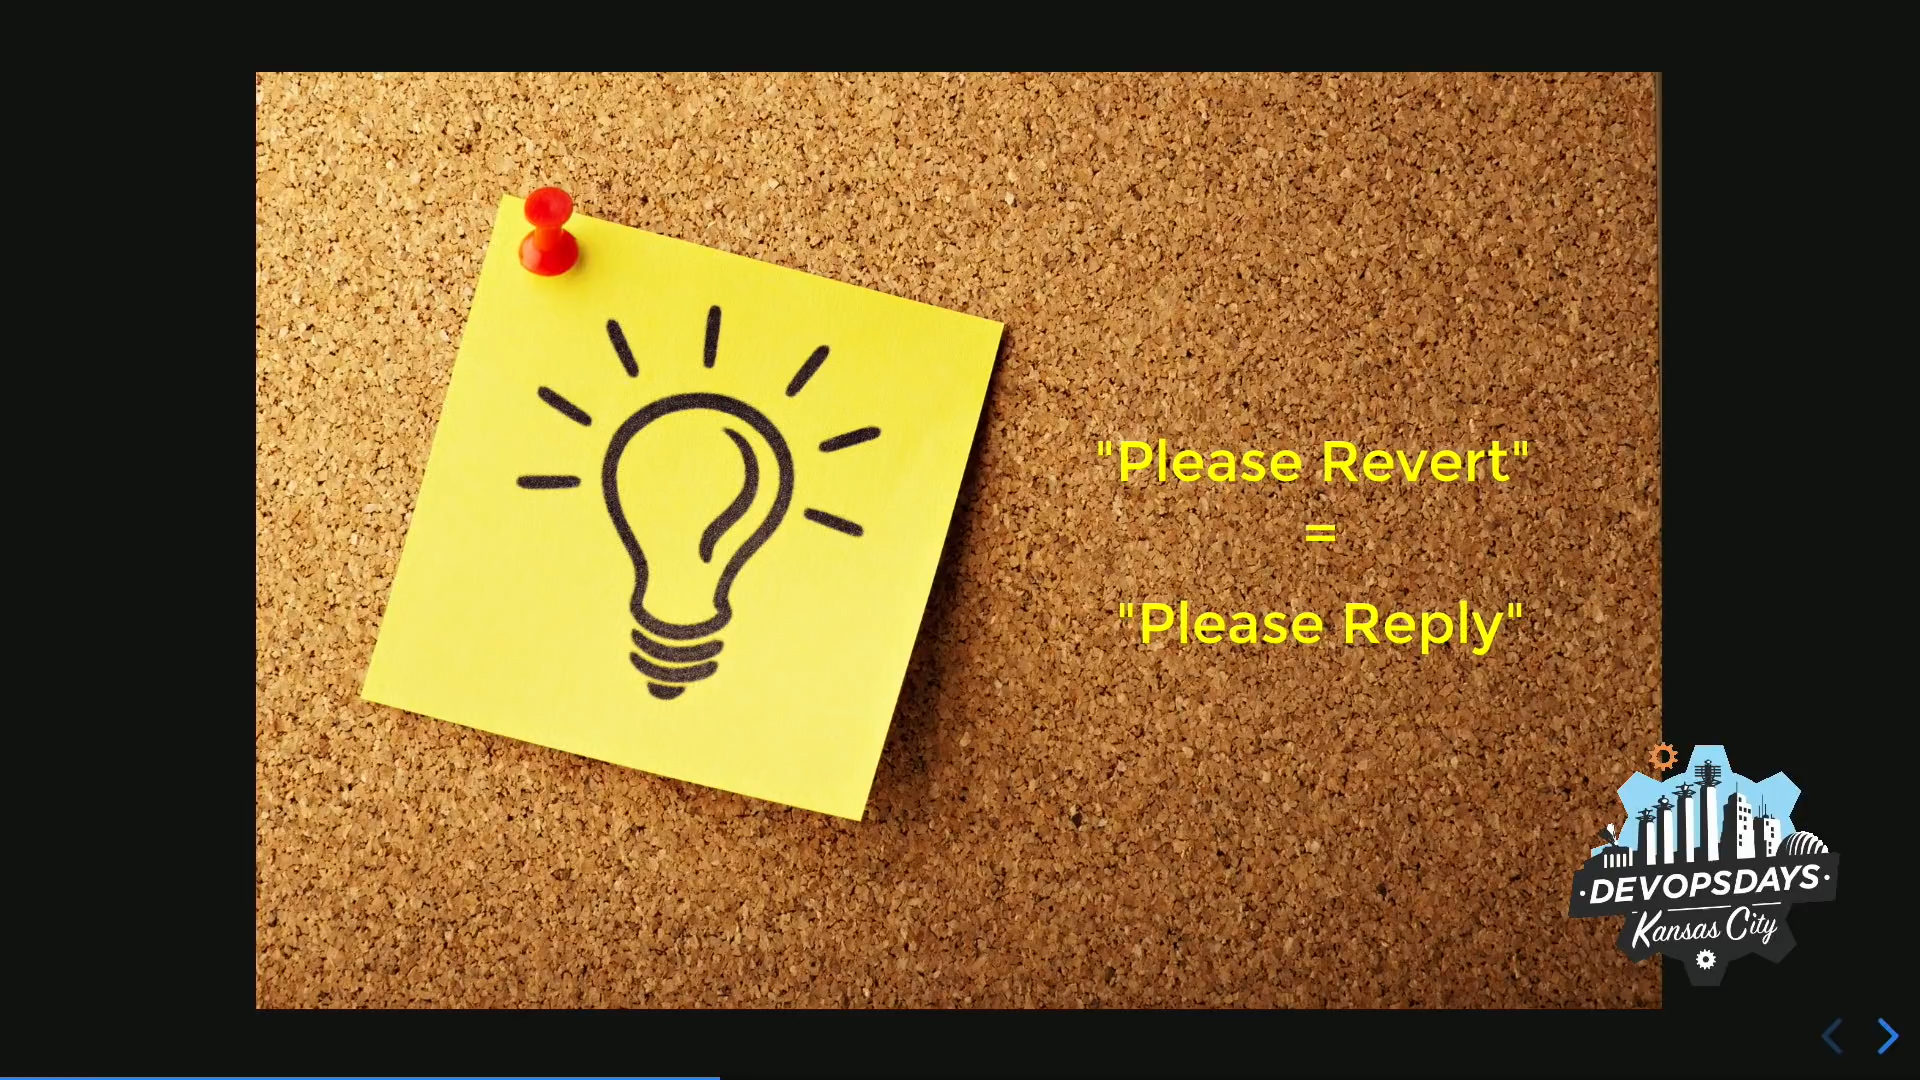 "Please Revert"
=
"Please Reply"
·DEVOPSDAYS·
Kansas City